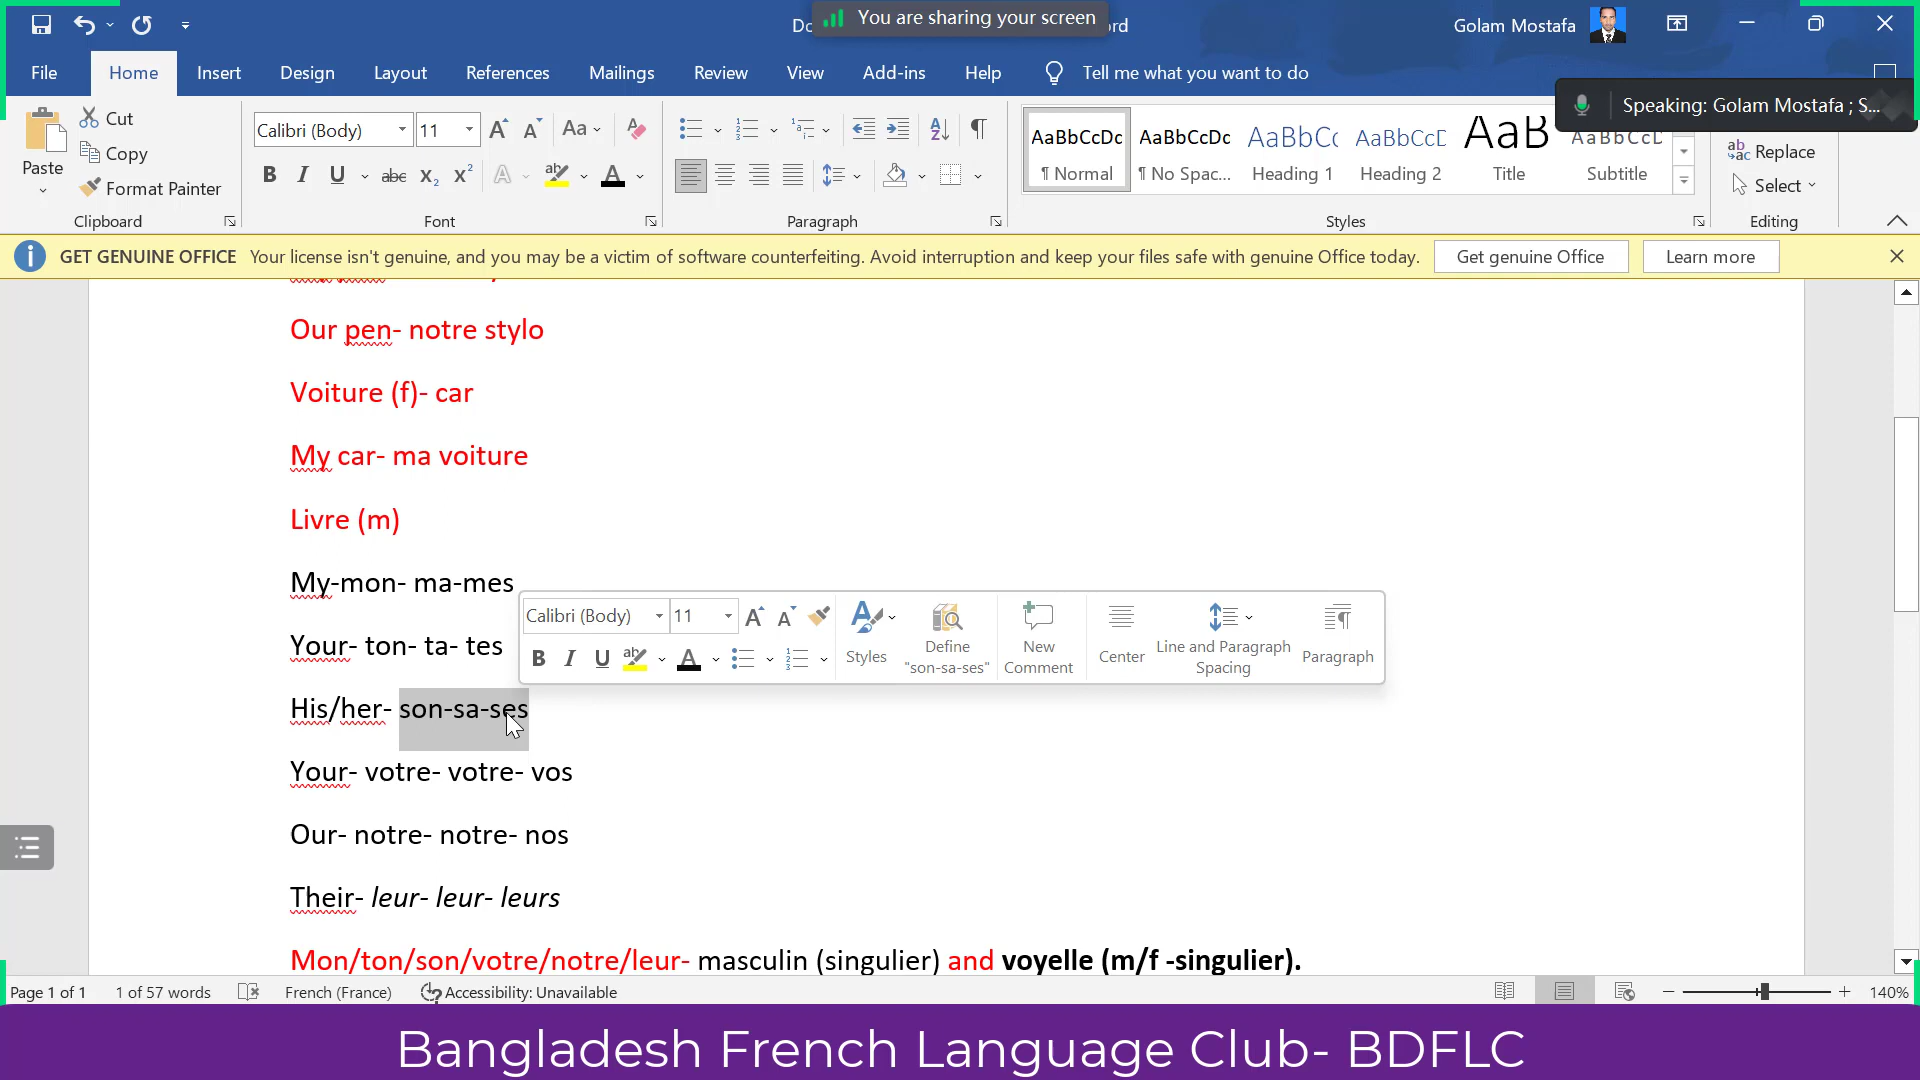 You are sharing your screen
Do
rd
Golam Mostafa
File Home Insert Design Layout References Mailings Review View Add-ins Help Tell me what you want to do
Speaking: Golam Mostafa ; S...
Paste
Cut
Copy
Format Painter
Clipboard
Calibri (Body) 11
Font
Paragraph
AaBbCcDc AaBbCcDc AaBbCc AaBbCcC AaB AaBbCcD
¶ Normal ¶ No Spac... Heading 1 Heading 2 Title Subtitle
Styles
Replace
Select
Editing
GET GENUINE OFFICE Your license isn't genuine, and you may be a victim of software counterfeiting. Avoid interruption and keep your files safe with genuine Office today. Get genuine Office Learn more
Our pen- notre stylo
Voiture (f)- car
My car- ma voiture
Livre (m)
My-mon- ma-mes
Your- ton- ta- tes
His/her- son-sa-ses
Your- votre- votre- vos
Our- notre- notre- nos
Their- leur- leur- leurs
Mon/ton/son/votre/notre/leur- masculin (singulier) and voyelle (m/f -singulier).
Calibri (Body) 11
Styles
Define "son-sa-ses"
New Comment
Center
Line and Paragraph Spacing
Paragraph
Page 1 of 1 1 of 57 words French (France) Accessibility: Unavailable 140%
Bangladesh French Language Club- BDFLC